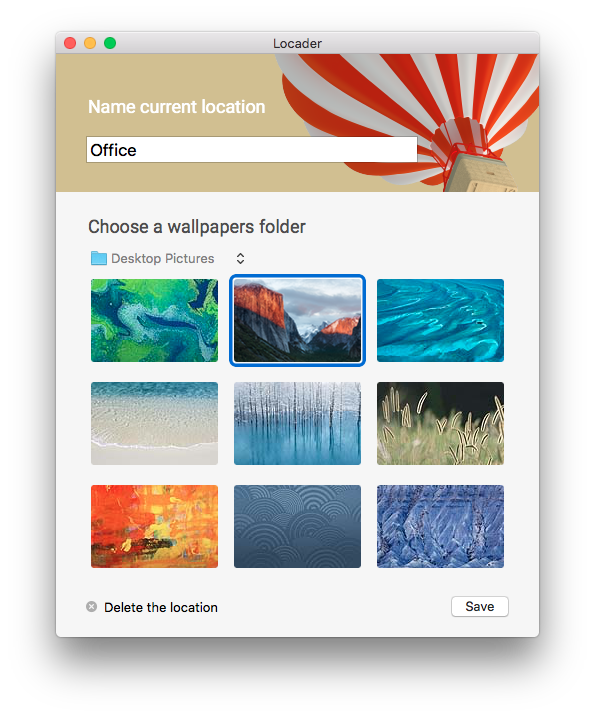 Locader
Name current location
Office
Choose a wallpapers folder
Desktop Pictures
Delete the location
Save